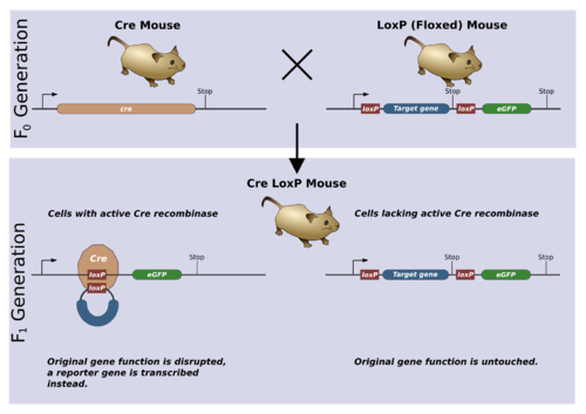 F0 Generation
Cre Mouse
LoxP (Floxed) Mouse
Stop
cre
Stop
Stop
loxP
Target gene
loxP
eGFP
F1 Generation
Cre LoxP Mouse
Cells with active Cre recombinase
Cells lacking active Cre recombinase
Cre
loxP
loxP
eGFP
Stop
Stop
Stop
loxP
Target gene
loxP
eGFP
Original gene function is disrupted,
a reporter gene is transcribed
instead.
Original gene function is untouched.